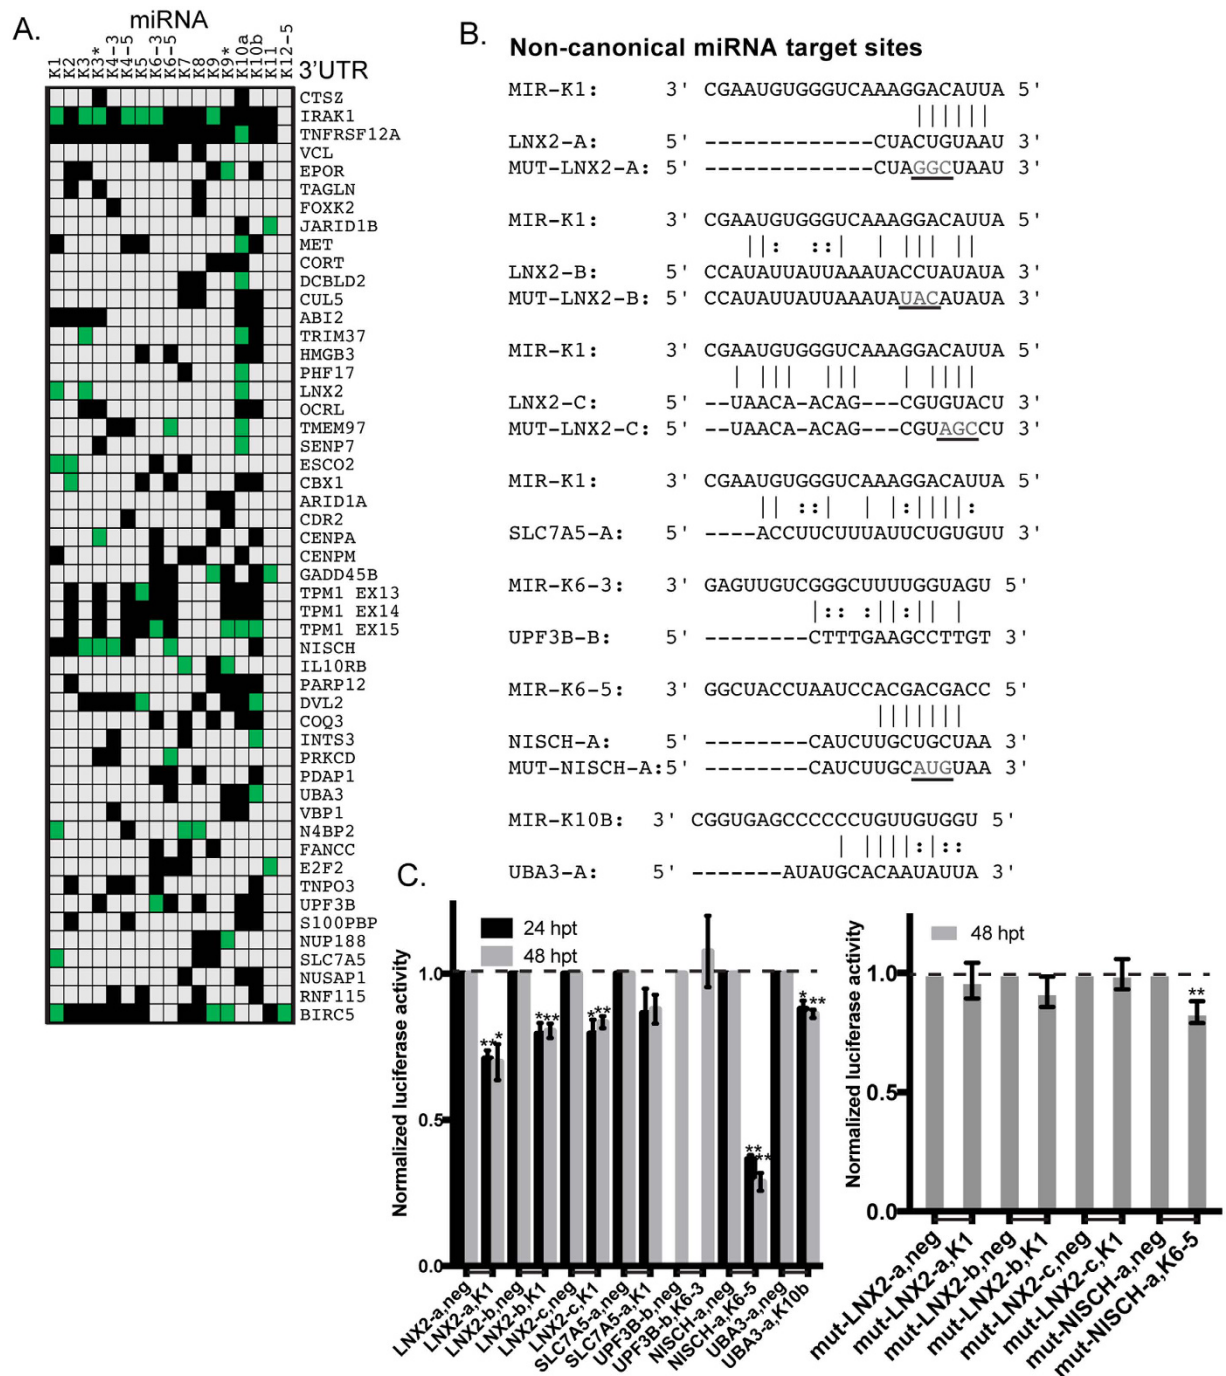 A.
miRNA
K1 K2 K3 K3* K4-3 K4-5 K5 K6-3 K6-5 K7 K8 K9 K9* K10a K10b K11 K12-5
3'UTR
CTSZ
IRAK1
TNFRSF12A
VCL
EPOR
TAGLN
FOXK2
JARID1B
MET
CORT
DCBLD2
CUL5
ABI2
TRIM37
HMGB3
PHF17
LNX2
OCRL
TMEM97
SENP7
ESCO2
CBX1
ARID1A
CDR2
CENPA
CENPM
GADD45B
TPM1 EX13
TPM1 EX14
TPM1 EX15
NISCH
IL10RB
PARP12
DVL2
COQ3
INTS3
PRKCD
PDAP1
UBA3
VBP1
N4BP2
FANCC
E2F2
TNPO3
UPF3B
S100PBP
NUP188
SLC7A5
NUSAP1
RNF115
BIRC5
B.
Non-canonical miRNA target sites
MIR-K1: 3' CGAAUGUGGGUCAAAGGACAUUA 5'
LNX2-A: 5' -------------CUACUGUAAU 3'
MUT-LNX2-A: 5' -------------CUAGGCUAAU 3'
MIR-K1: 3' CGAAUGUGGGUCAAAGGACAUUA 5'
LNX2-B: 5' CCAUAUUAUUAAAUACCUAUAUA 3'
MUT-LNX2-B: 5' CCAUAUUAUUAAAUAUACAUAUA 3'
MIR-K1: 3' CGAAUGUGGGUCAAAGGACAUUA 5'
LNX2-C: 5' --UAACA-ACAG---CGUGUACU 3'
MUT-LNX2-C: 5' --UAACA-ACAG---CGUAGCCU 3'
MIR-K1: 3' CGAAUGUGGGUCAAAGGACAUUA 5'
SLC7A5-A: 5' ----ACCUUCUUUAUUCUGUGUU 3'
MIR-K6-3: 3' GAGUUGUCGGGCUUUUGGUAGU 5'
UPF3B-B: 5' --------CTTTGAAGCCTTGT 3'
MIR-K6-5: 3' GGCUACCUAAUCCACGACGACC 5'
NISCH-A: 5' --------CAUCUUGCUGCUAA 3'
MUT-NISCH-A:5' --------CAUCUUGCAUGUAA 3'
MIR-K10B: 3' CGGUGAGCCCCCCUGUUGUGGU 5'
UBA3-A: 5' -------AUAUGCACAAUAUUA 3'
C.
24 hpt
48 hpt
Normalized luciferase activity
1.0
0.5
0.0
** * * ** * ** ** ** * **
LNX2-a,neg
LNX2-a,K1
LNX2-b,neg
LNX2-b,K1
LNX2-c,neg
LNX2-c,K1
SLC7A5-a,neg
SLC7A5-a,K1
UPF3B-b,neg
UPF3B-b,K6-3
NISCH-a,neg
NISCH-a,K6-5
UBA3-a,neg
UBA3-a,K10b
48 hpt
Normalized luciferase activity
1.0
0.5
0.0
**
mut-LNX2-a,neg
mut-LNX2-a,K1
mut-LNX2-b,neg
mut-LNX2-b,K1
mut-LNX2-c,neg
mut-LNX2-c,K1
mut-NISCH-a,neg
mut-NISCH-a,K6-5